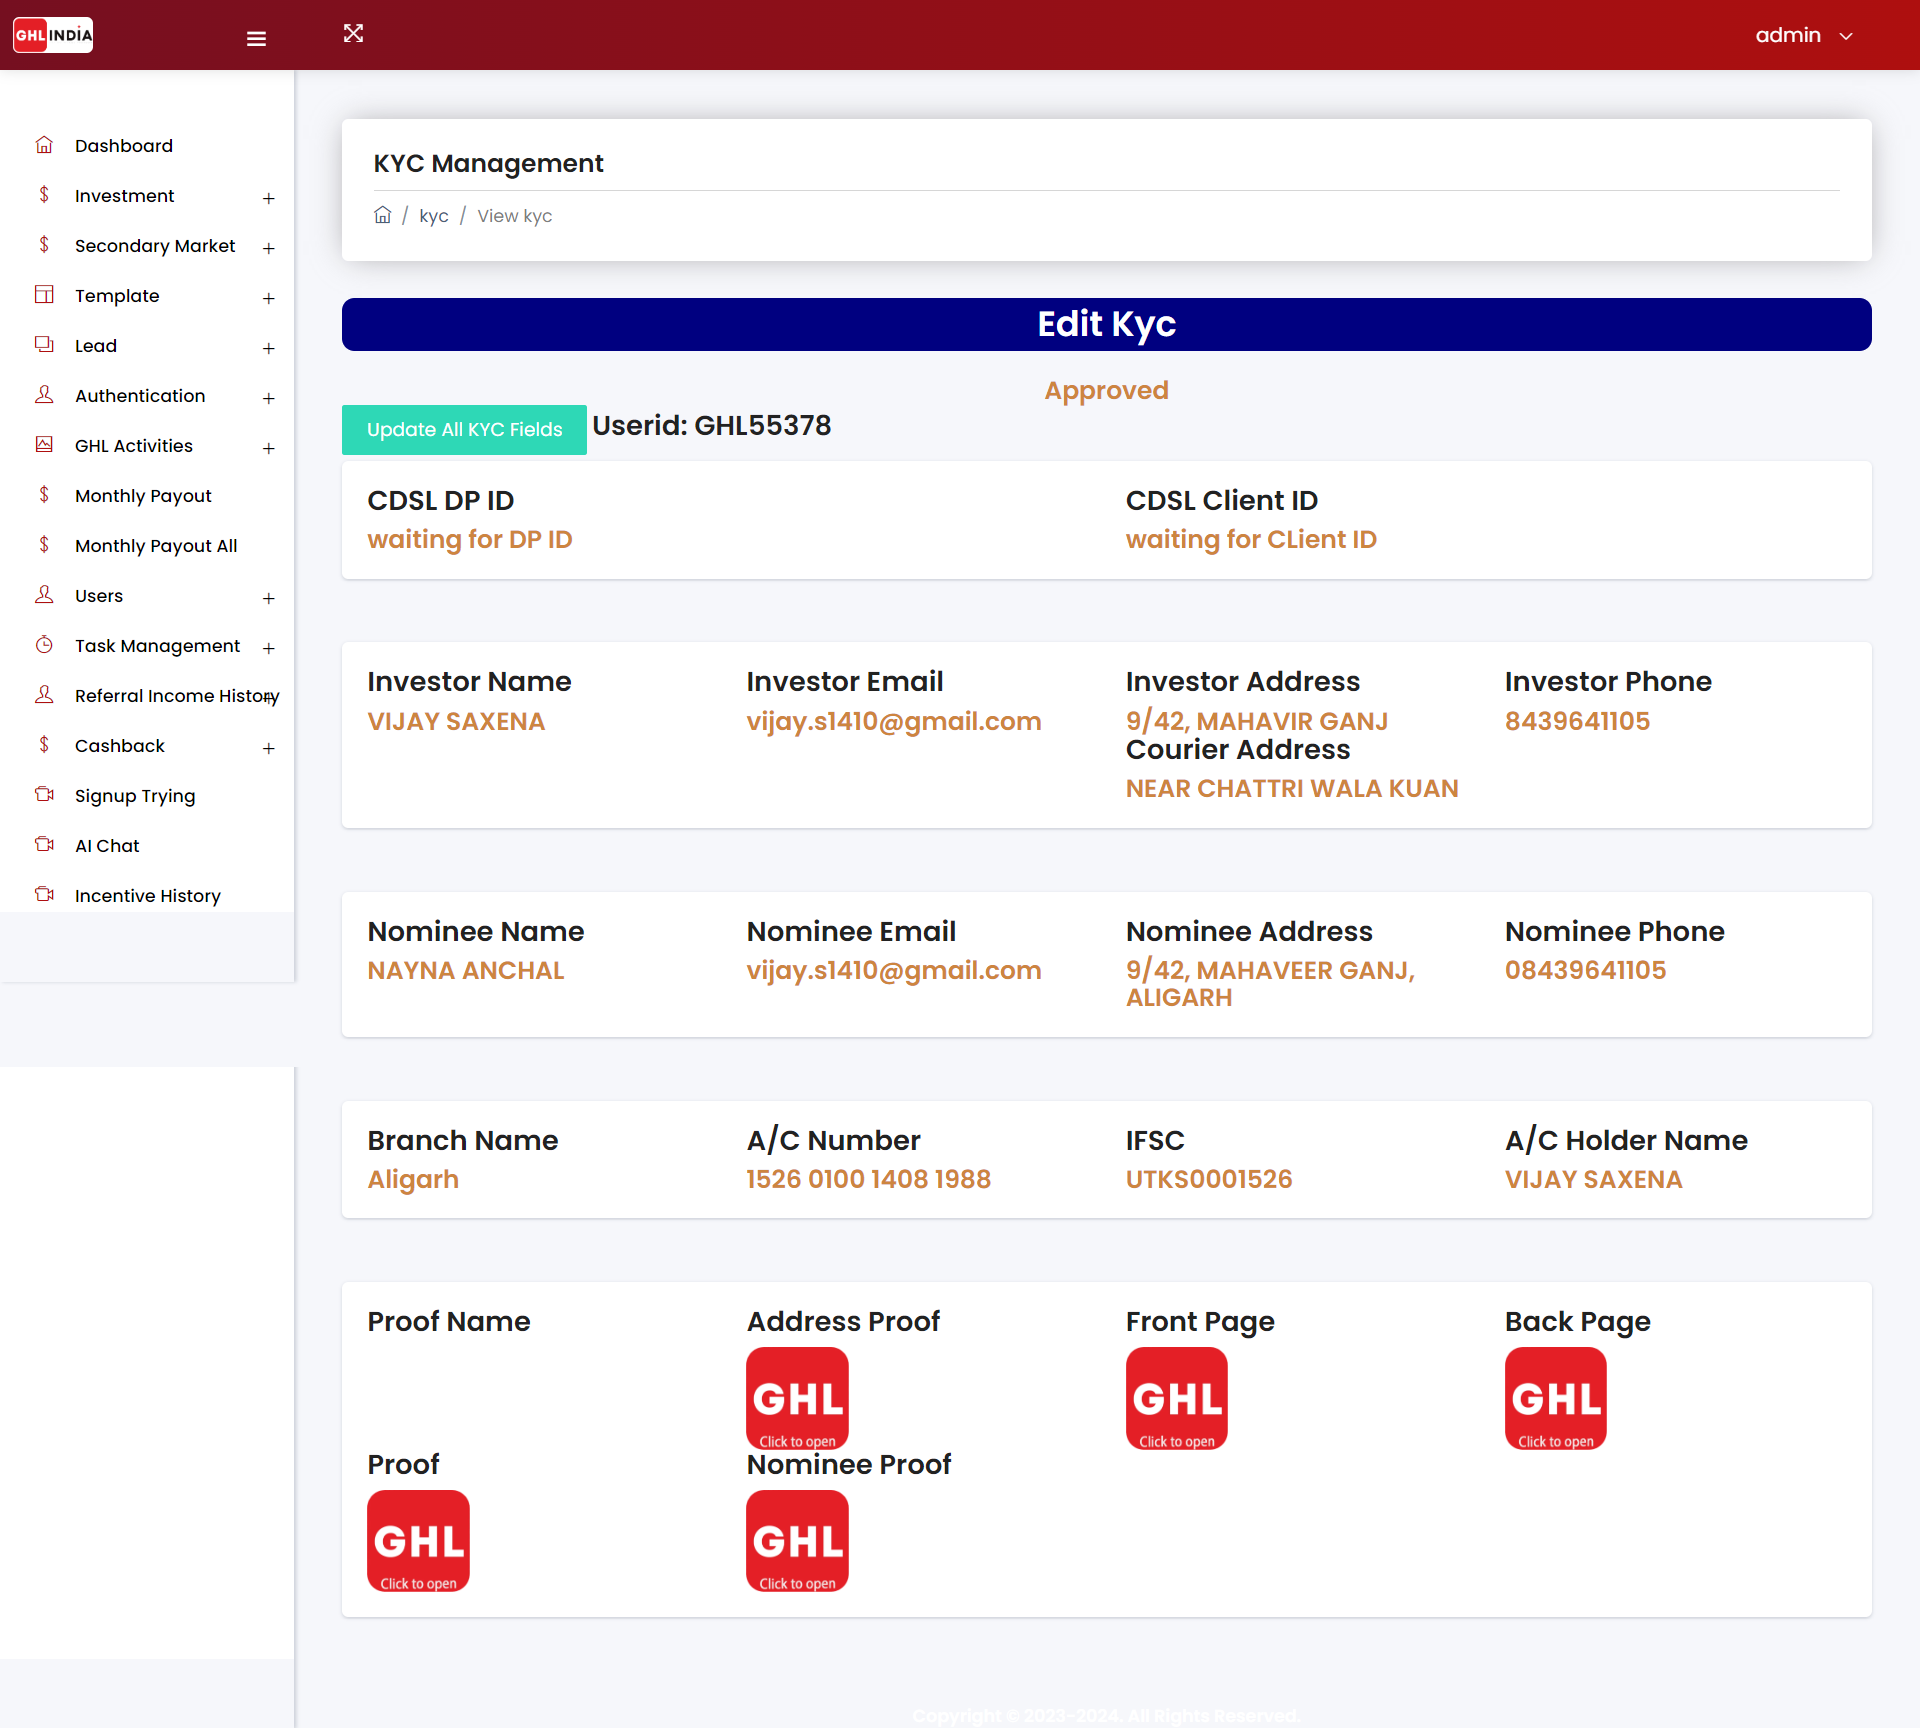 GHL INDIA
admin
Dashboard
Investment
Secondary Market
Template
Lead
Authentication
GHL Activities
Monthly Payout
Monthly Payout All
Users
Task Management
Referral Income History
Cashback
Signup Trying
AI Chat
Incentive History
KYC Management
/ kyc / View kyc
Edit Kyc
Approved
Update All KYC Fields Userid: GHL55378
CDSL DP ID
waiting for DP ID
CDSL Client ID
waiting for CLient ID
Investor Name
VIJAY SAXENA
Investor Email
vijay.s1410@gmail.com
Investor Address
9/42, MAHAVIR GANJ
Courier Address
NEAR CHATTRI WALA KUAN
Investor Phone
8439641105
Nominee Name
NAYNA ANCHAL
Nominee Email
vijay.s1410@gmail.com
Nominee Address
9/42, MAHAVEER GANJ,
ALIGARH
Nominee Phone
08439641105
Branch Name
Aligarh
A/C Number
1526 0100 1408 1988
IFSC
UTKS0001526
A/C Holder Name
VIJAY SAXENA
Proof Name
Address Proof
GHL
Click to open
Front Page
GHL
Click to open
Back Page
GHL
Click to open
Proof
GHL
Click to open
Nominee Proof
GHL
Click to open
Copyright © 2023-2024. All Rights Reserved.